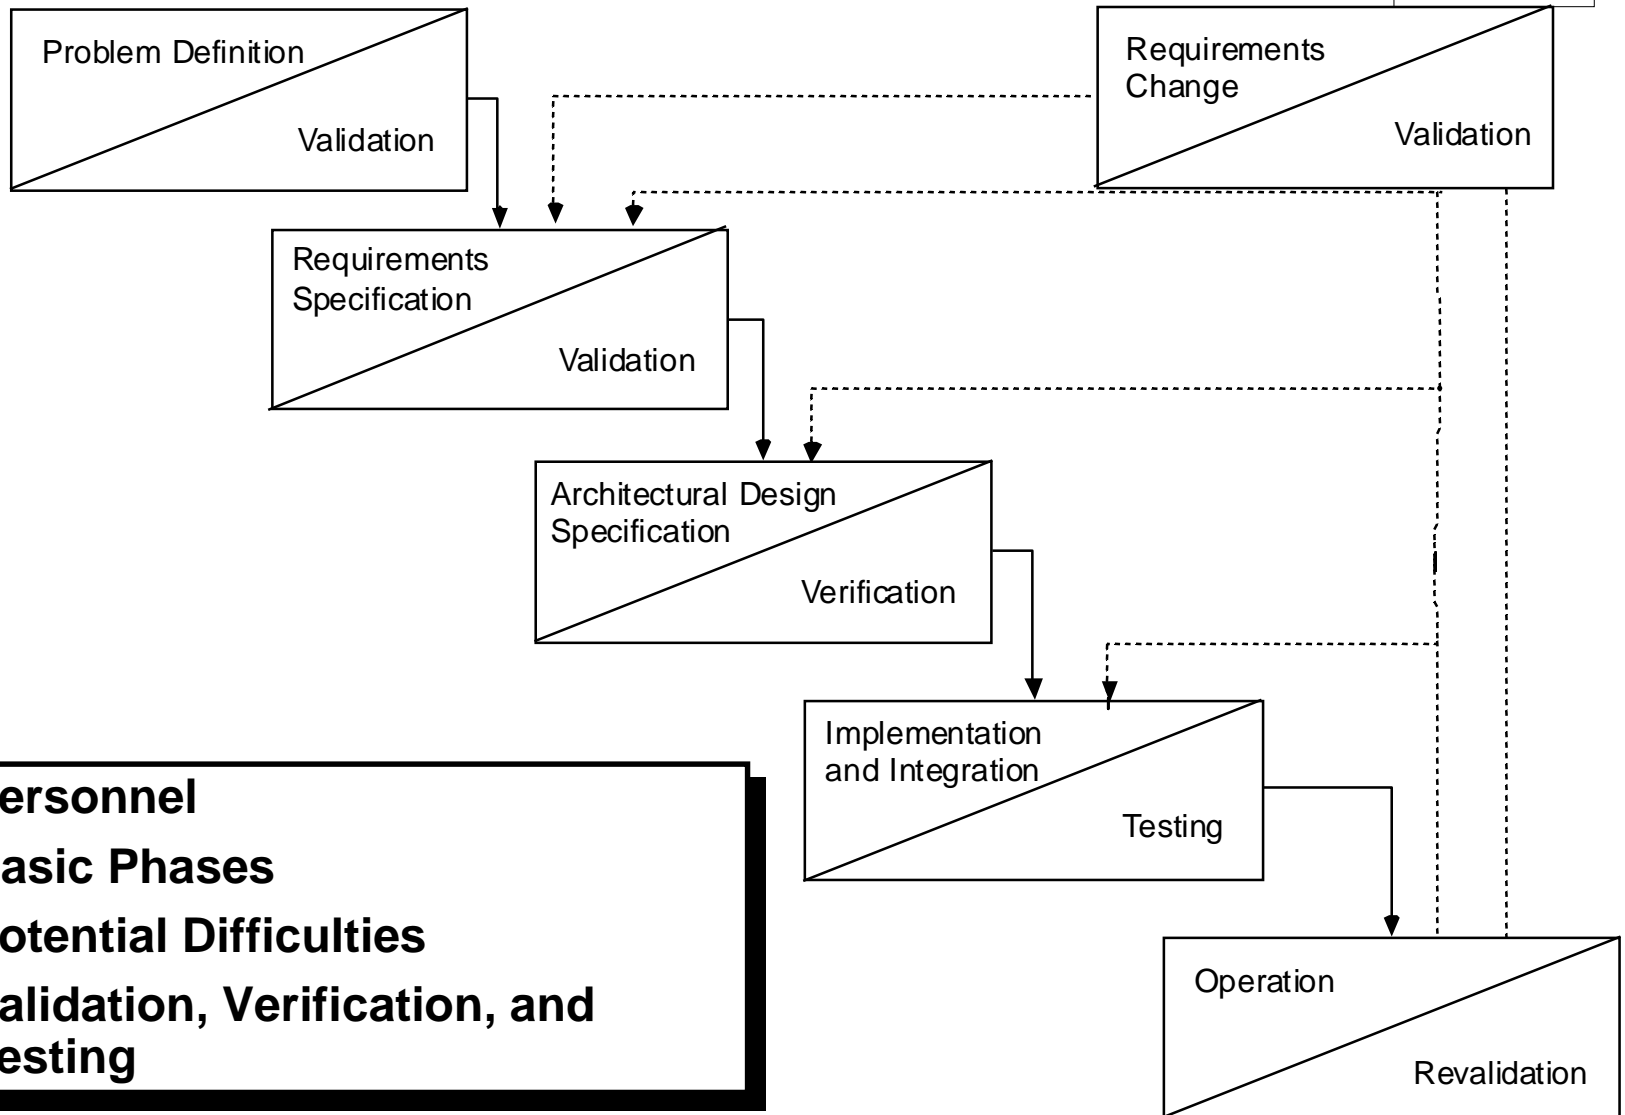 Problem Definition
Validation
Requirements
Change
Validation
Requirements
Specification
Validation
Architectural Design
Specification
Verification
Implementation
and Integration
Testing
Operation
Revalidation
ersonnel
asic Phases
otential Difficulties
alidation, Verification, and
esting